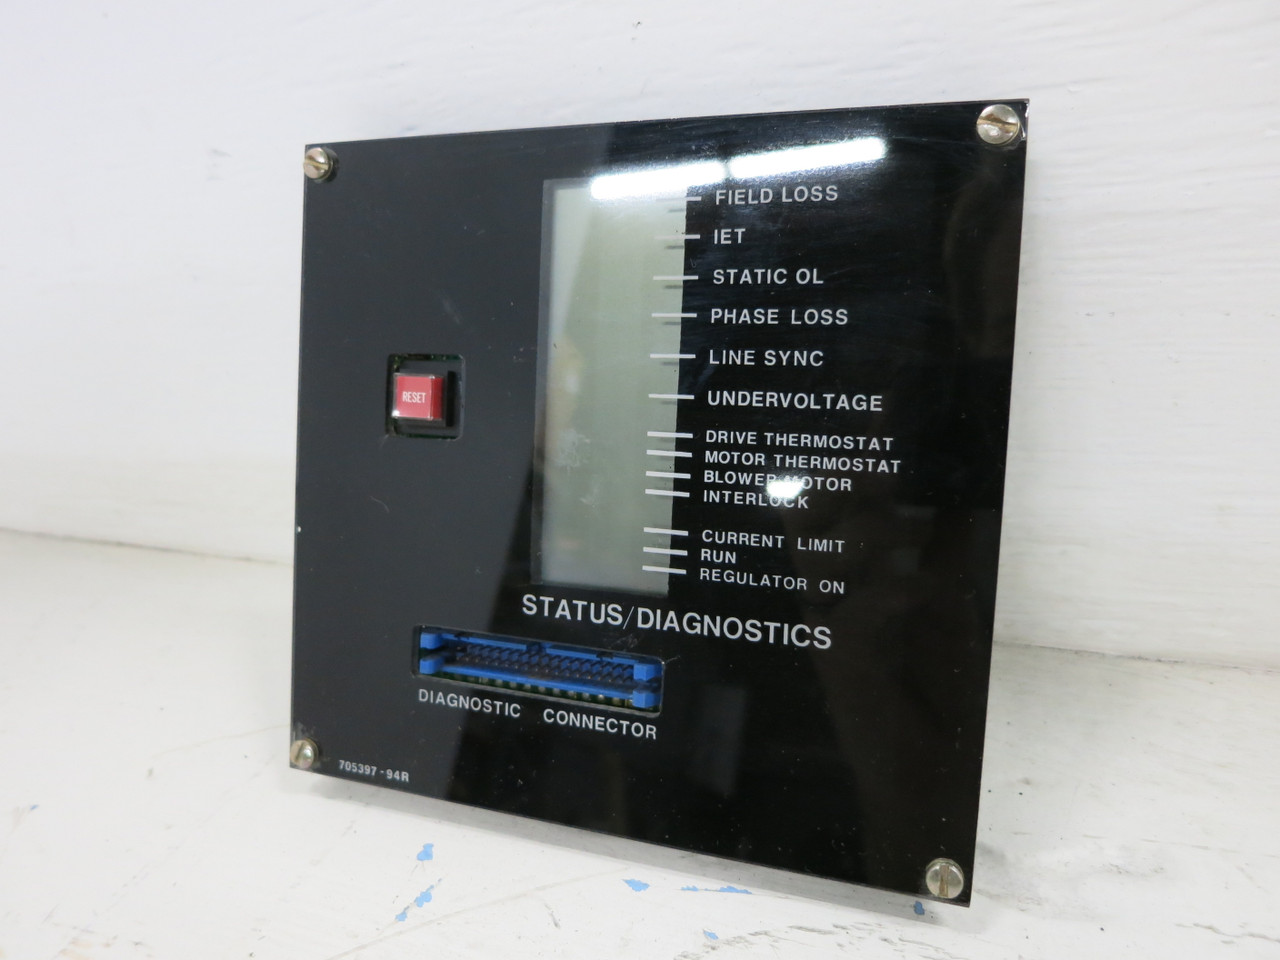 FIELD LOSS
IET
STATIC OL
PHASE LOSS
LINE SYNC
RESET
UNDERVOLTAGE
DRIVE THERMOSTAT
MOTOR THERMOSTAT
BLOWER MOTOR
INTERLOCK
CURRENT LIMIT
RUN
REGULATOR ON
STATUS/DIAGNOSTICS
DIAGNOSTIC CONNECTOR
705397-94R